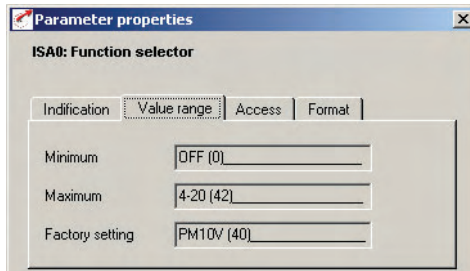 Parameter properties
ISA0: Function selector
Indification Value range Access Format
Minimum OFF (0)
Maximum 4-20 (42)
Factory setting PM10V (40)